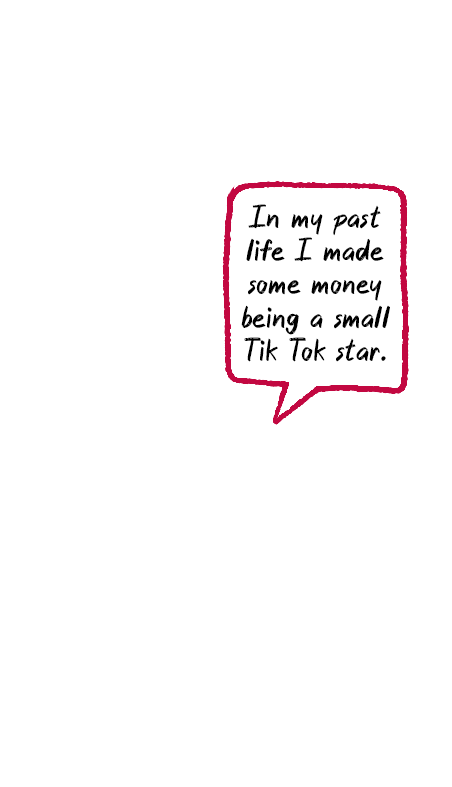 In my past
life I made
some money
being a small
Tik Tok star.